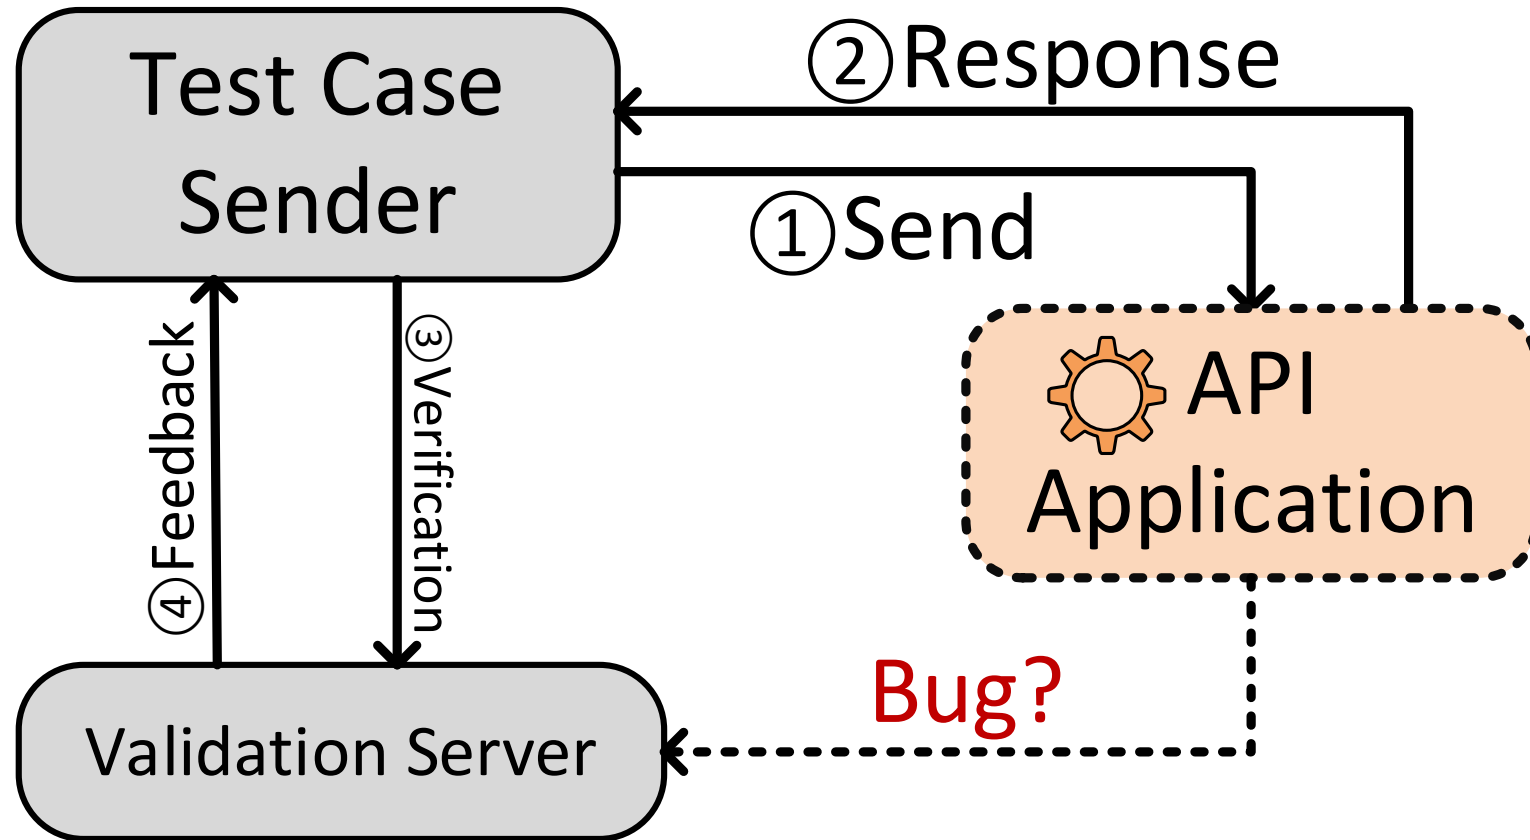 Test Case
Sender
②Response
①Send
API
Application
④Feedback
③Verification
Bug?
Validation Server